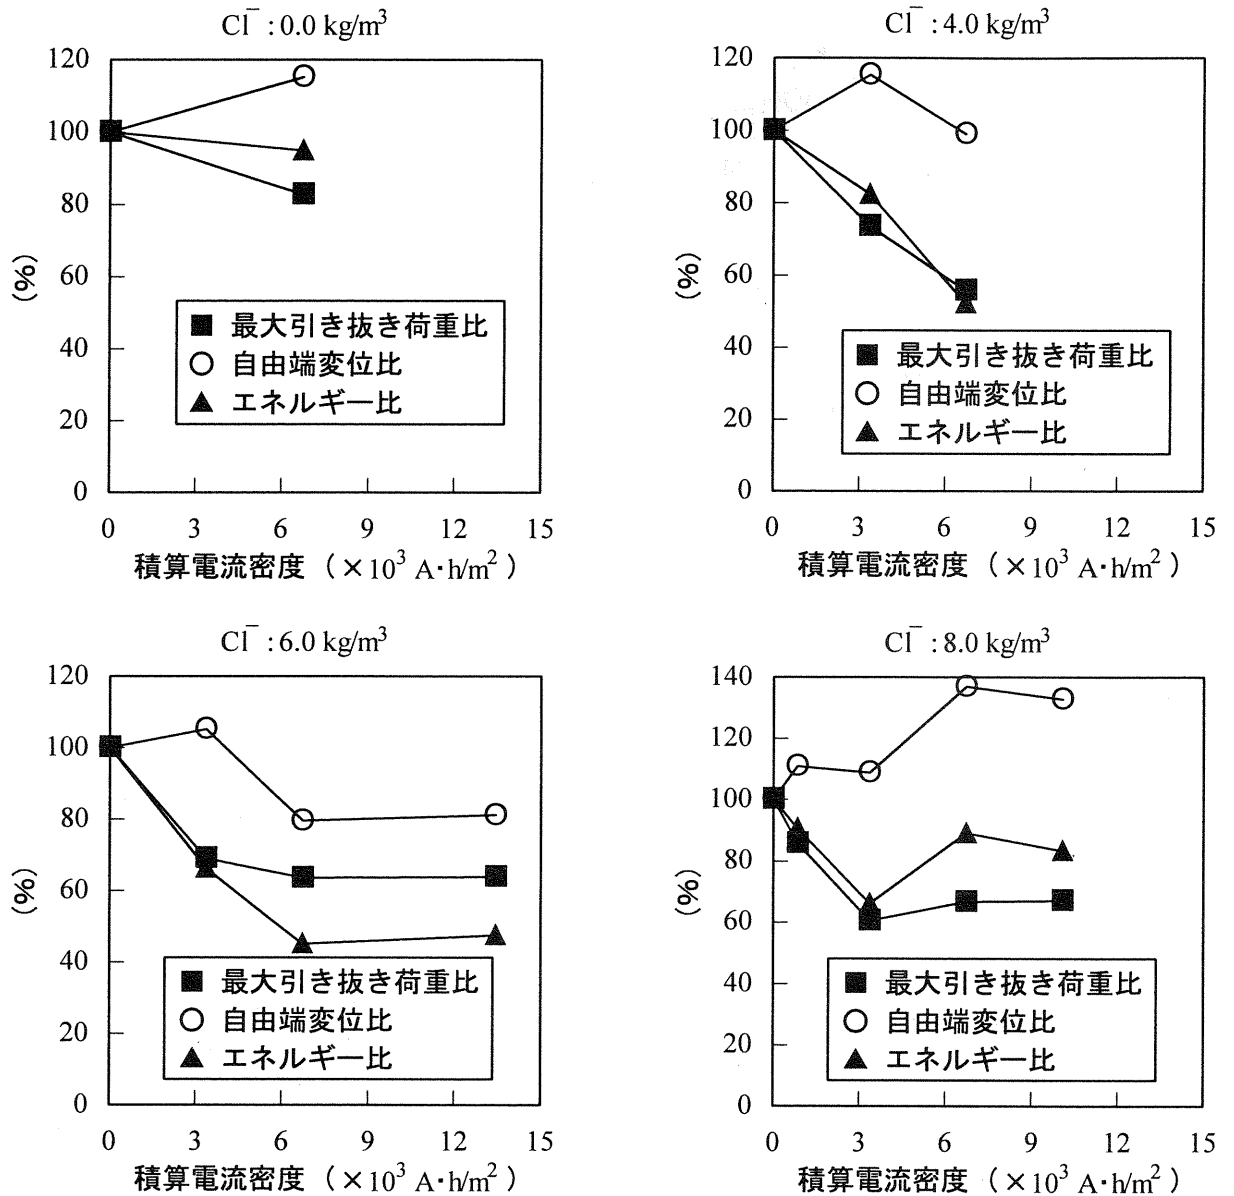 Cl⁻ : 0.0 kg/m³
120
100
80
60
40
20
0
(%)
■ 最大引き抜き荷重比
○ 自由端変位比
▲ エネルギー比
0 3 6 9 12 15
積算電流密度（×10³ A·h/m²）
Cl⁻ : 4.0 kg/m³
120
100
80
60
40
20
0
(%)
■ 最大引き抜き荷重比
○ 自由端変位比
▲ エネルギー比
0 3 6 9 12 15
積算電流密度（×10³ A·h/m²）
Cl⁻ : 6.0 kg/m³
120
100
80
60
40
20
0
(%)
■ 最大引き抜き荷重比
○ 自由端変位比
▲ エネルギー比
0 3 6 9 12 15
積算電流密度（×10³ A·h/m²）
Cl⁻ : 8.0 kg/m³
140
120
100
80
60
40
20
0
(%)
■ 最大引き抜き荷重比
○ 自由端変位比
▲ エネルギー比
0 3 6 9 12 15
積算電流密度（×10³ A·h/m²）